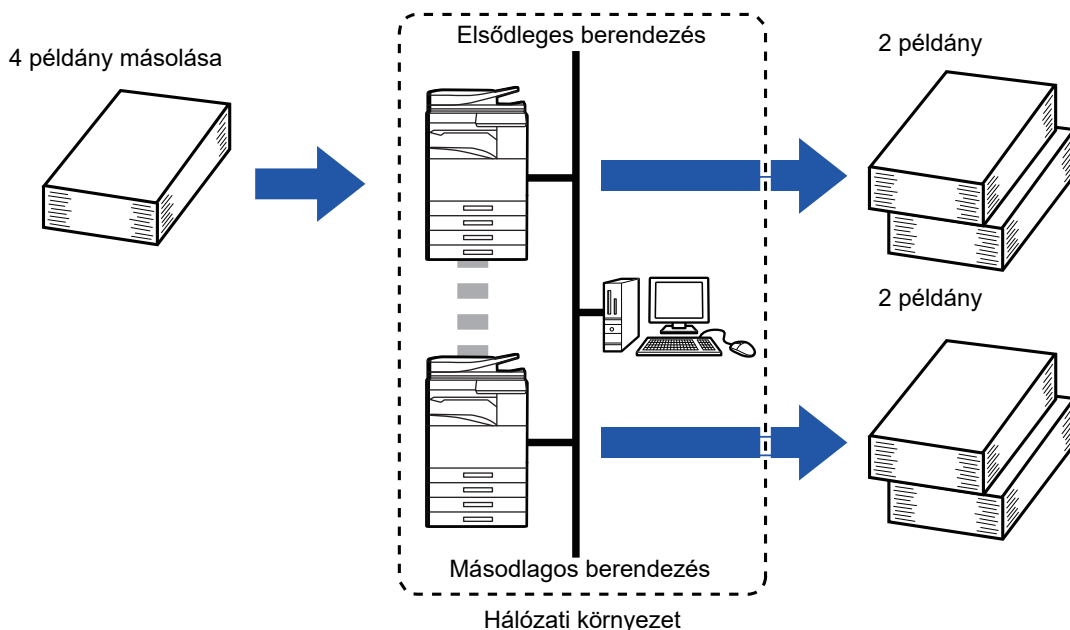 4 példány másolása
Elsődleges berendezés
2 példány
2 példány
Másodlagos berendezés
Hálózati környezet